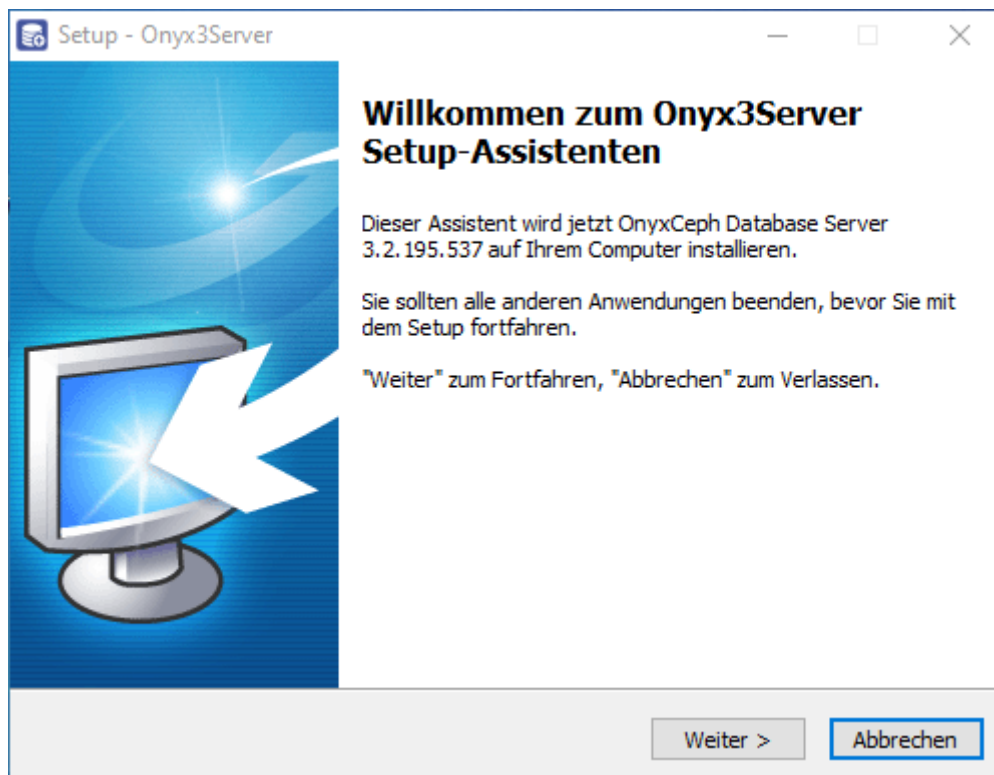 Setup - Onyx3Server
Willkommen zum Onyx3Server
Setup-Assistenten
Dieser Assistent wird jetzt OnyxCeph Database Server
3.2.195.537 auf Ihrem Computer installieren.
Sie sollten alle anderen Anwendungen beenden, bevor Sie mit
dem Setup fortfahren.
"Weiter" zum Fortfahren, "Abbrechen" zum Verlassen.
Weiter >
Abbrechen